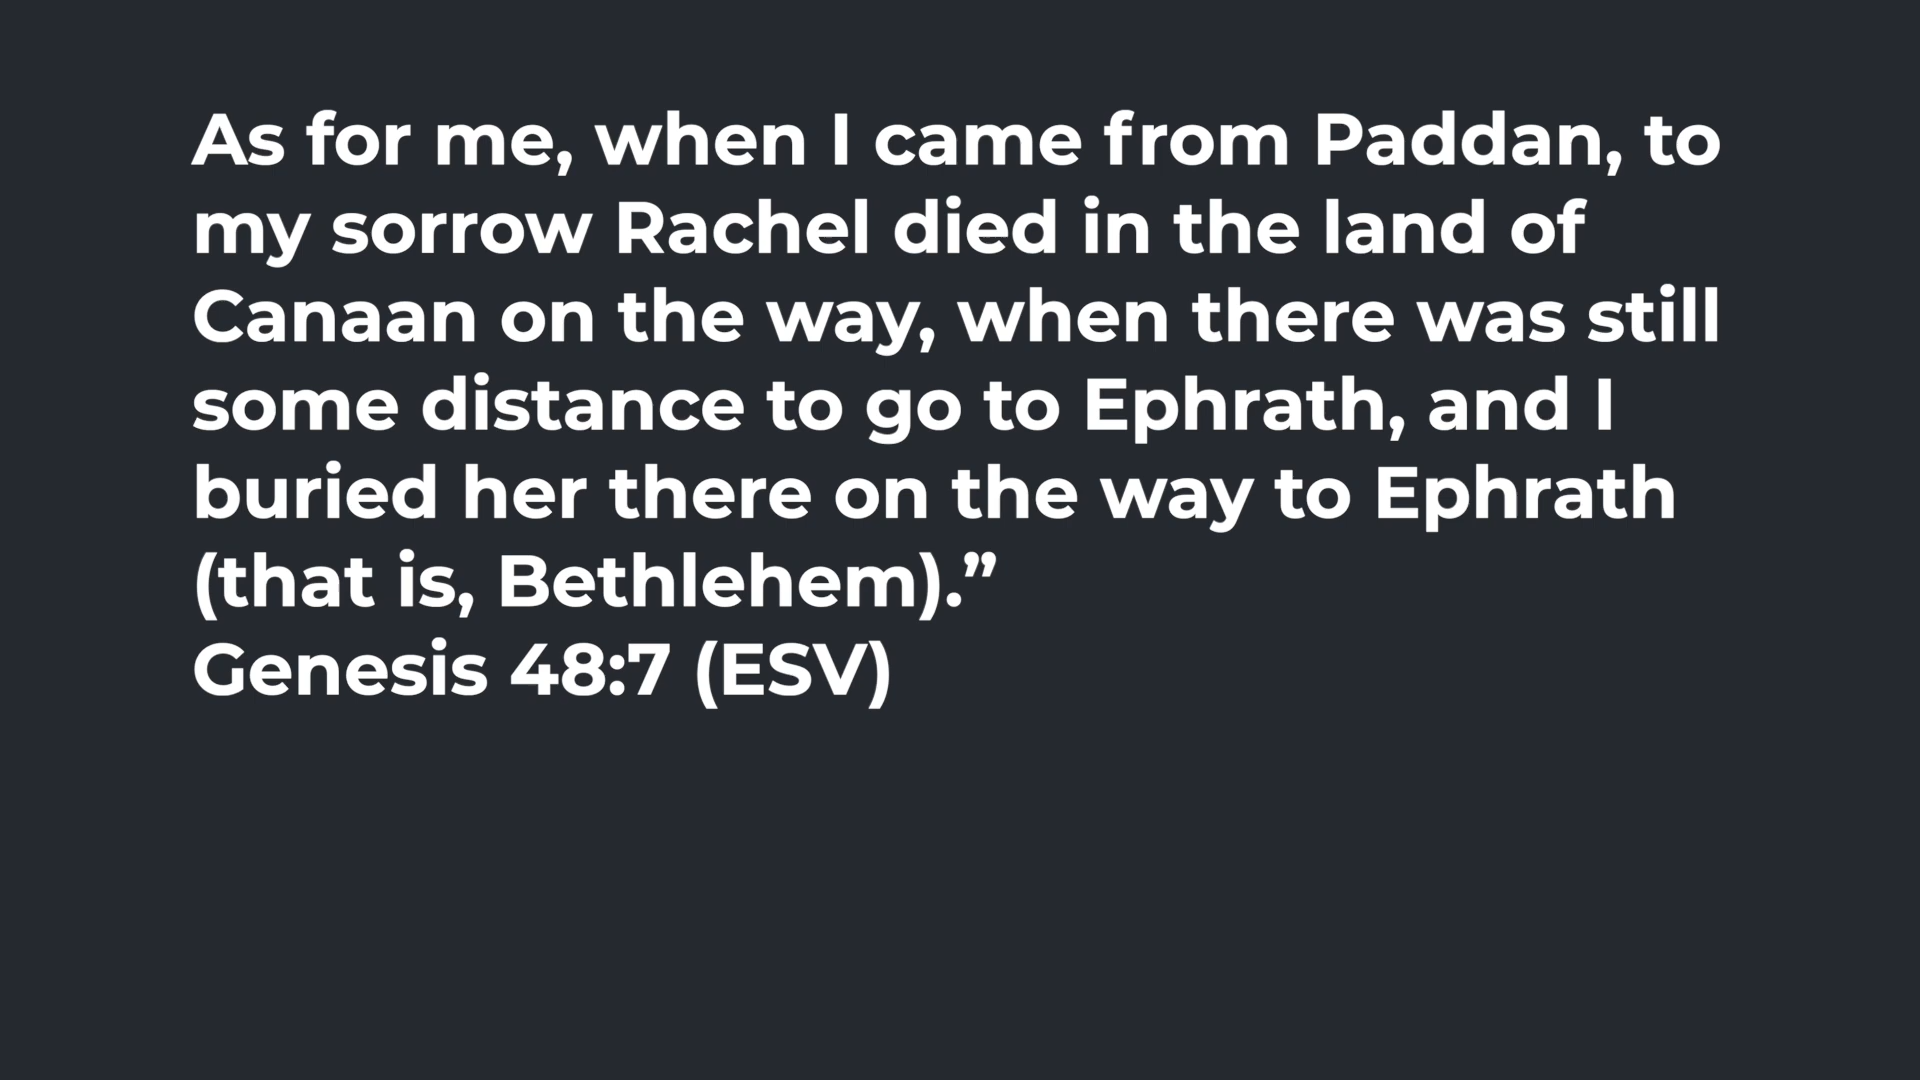 As for me, when I came from Paddan, to
my sorrow Rachel died in the land of
Canaan on the way, when there was still
some distance to go to Ephrath, and I
buried her there on the way to Ephrath
(that is, Bethlehem).”
Genesis 48:7 (ESV)